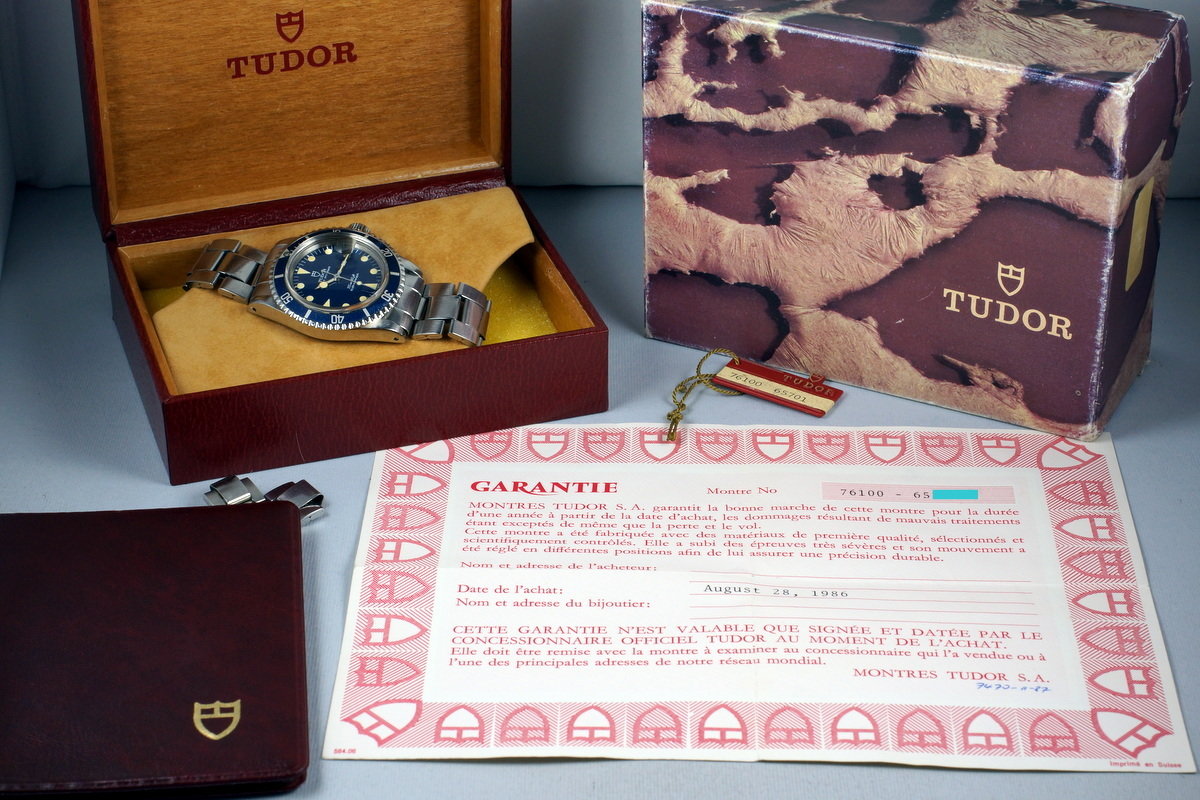 TUDOR
TUDOR
50
40
20
TUDOR
76100 65701
GARANTIE
Montre No 76100 - 65
MONTRES TUDOR S.A. garantit la bonne marche de cette montre pour la durée
d'une année à partir de la date d'achat, les dommages résultant de mauvais traitements
étant exceptés de même que la perte et le vol.
Cette montre a été fabriquée avec des matériaux de première qualité, sélectionnés et
scientifiquement contrôlés. Elle a subi des épreuves très sévères et son mouvement a
été réglé en différentes positions afin de lui assurer une précision durable.
Nom et adresse de l'acheteur:
Date de l'achat: August 28, 1986
Nom et adresse du bijoutier:
CETTE GARANTIE N'EST VALABLE QUE SIGNÉE ET DATÉE PAR LE
CONCESSIONNAIRE OFFICIEL TUDOR AU MOMENT DE L'ACHAT.
Elle doit être remise avec la montre à examiner au concessionnaire qui l'a vendue ou à
l'une des principales adresses de notre réseau mondial.
MONTRES TUDOR S.A.
564.06
Imprimé en Suisse